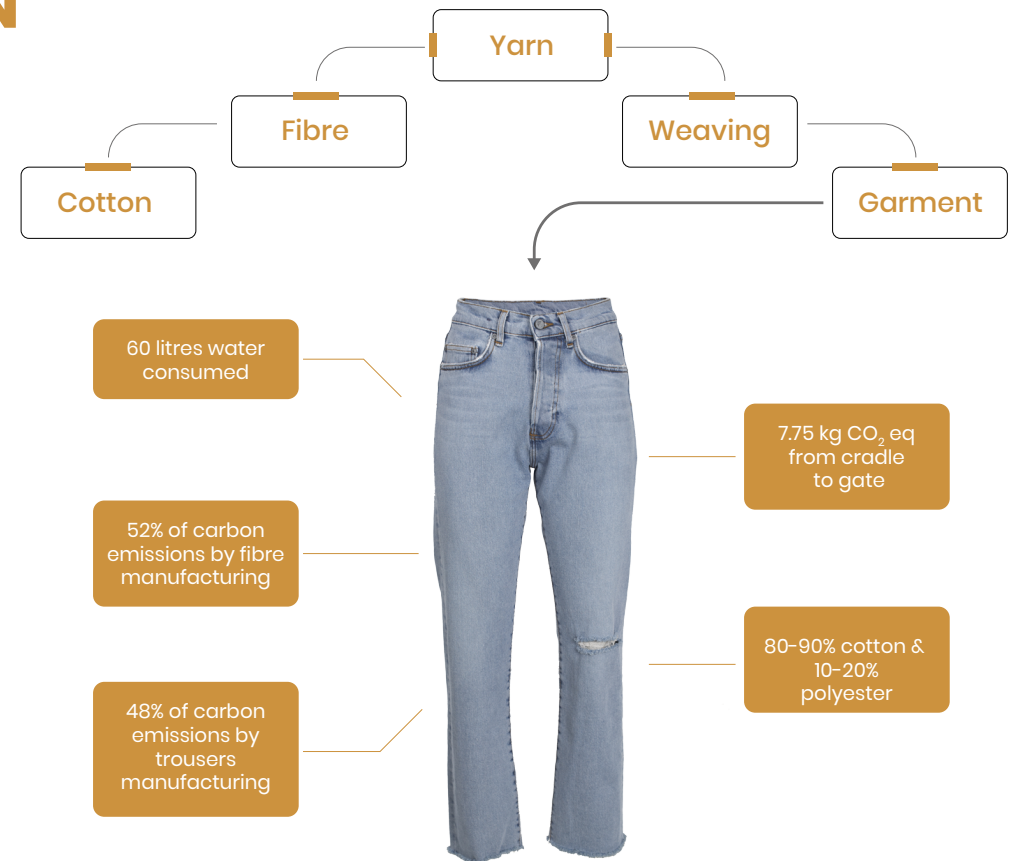 N
Yarn
Fibre
Weaving
Cotton
Garment
60 litres water
consumed
7.75 kg CO₂ eq
from cradle
to gate
52% of carbon
emissions by fibre
manufacturing
80-90% cotton &
10-20%
polyester
48% of carbon
emissions by
trousers
manufacturing